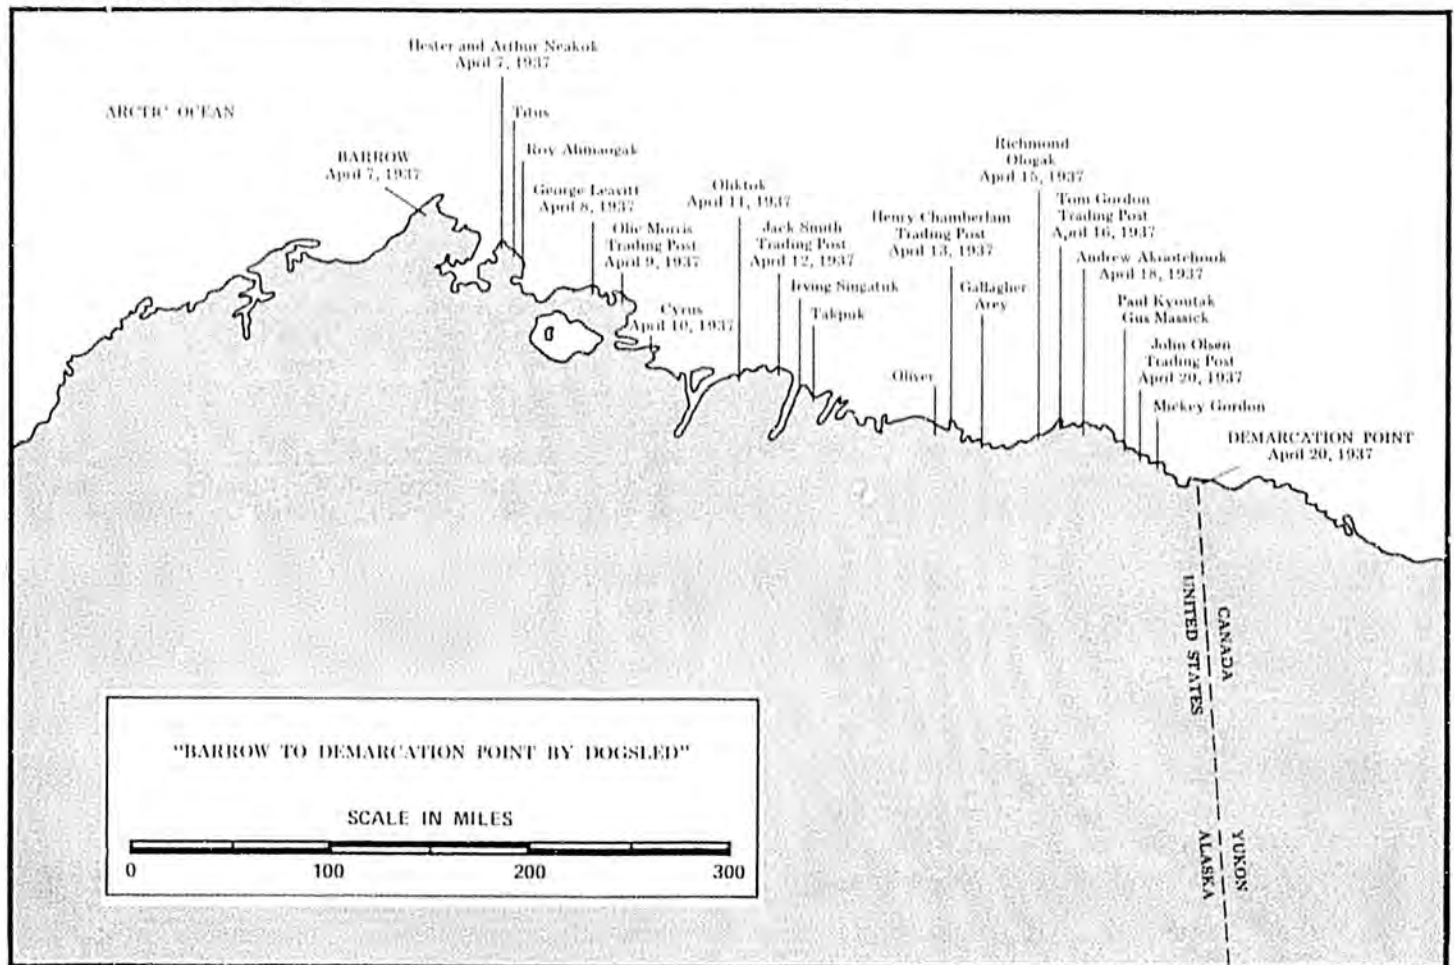 Hester and Arthur Neakok
April 7, 1937
ARCTIC OCEAN
Titus
BARROW
April 7, 1937
Roy Ahmaogak
George Leavitt
April 8, 1937
Olie Morris
Trading Post
April 9, 1937
Cyrus
April 10, 1937
Oliktok
April 11, 1937
Jack Smith
Trading Post
April 12, 1937
Irving Singatuk
Takpuk
Oliver
Henry Chamberlain
Trading Post
April 13, 1937
Gallagher
Arey
Richmond
Ologak
April 15, 1937
Tom Gordon
Trading Post
April 16, 1937
Andrew Akootchook
April 18, 1937
Paul Kyoutak
Gus Massick
John Olsen
Trading Post
April 20, 1937
Mickey Gordon
DEMARCATION POINT
April 20, 1937
UNITED STATES
CANADA
ALASKA
YUKON
"BARROW TO DEMARCATION POINT BY DOGSLED"
SCALE IN MILES
0 100 200 300